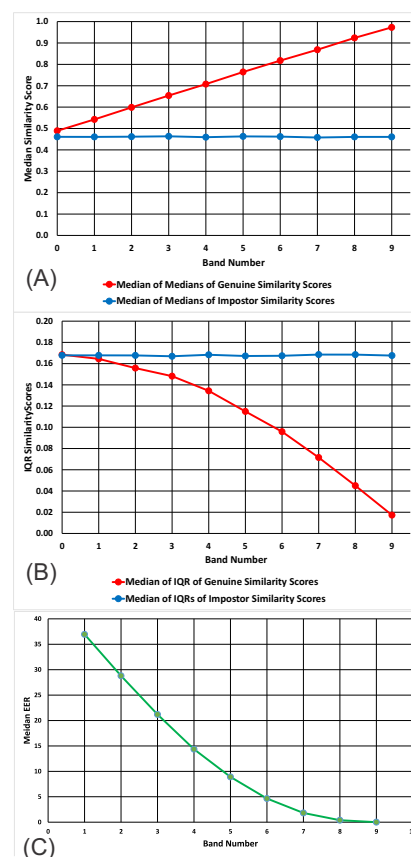 1.0
0.9
0.8
0.7
0.6
0.5
0.4
0.3
0.2
0.1
0.0
Median Similarity Score
0 1 2 3 4 5 6 7 8 9
Band Number
(A)
Median of Medians of Genuine Similarity Scores
Median of Medians of Impostor Similarity Scores
0.20
0.18
0.16
0.14
0.12
0.10
0.08
0.06
0.04
0.02
0.00
IQR SimilarityScores
0 1 2 3 4 5 6 7 8 9
Band Number
(B)
Median of IQR of Genuine Similarity Scores
Median of IQRs of Impostor Similarity Scores
40
35
30
25
20
15
10
5
0
Meidan EER
0 1 2 3 4 5 6 7 8 9
Band Number
(C)